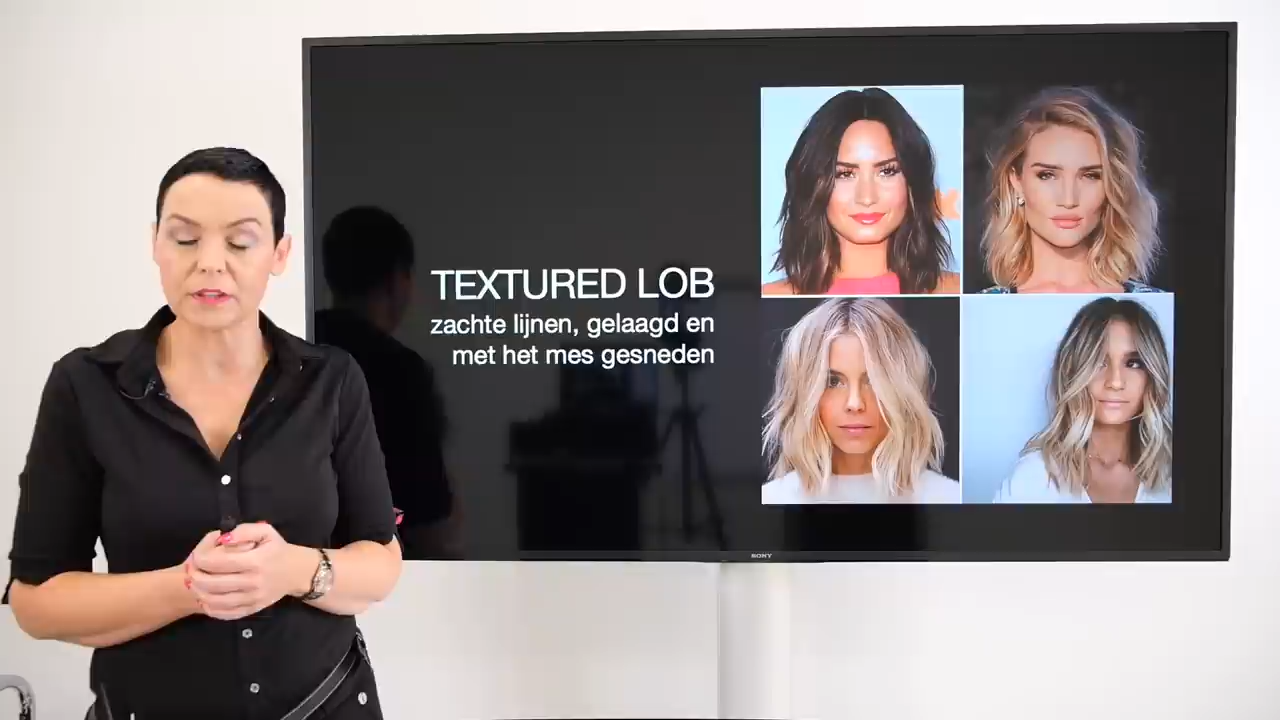 TEXTURED LOB
zachte lijnen, gelaagd en
met het mes gesneden
SONY